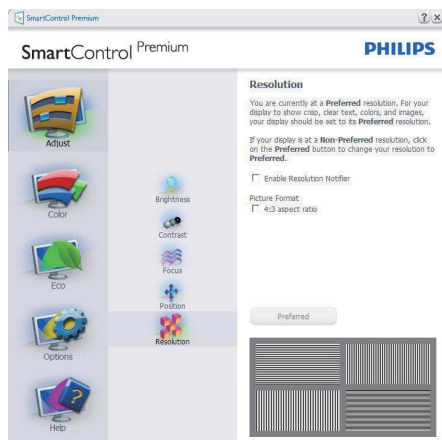 SmartControl Premium
SmartControl Premium
PHILIPS
Adjust
Color
Eco
Options
Help
Brightness
Contrast
Focus
Position
Resolution
Resolution
You are currently at a Preferred resolution. For your
display to show crisp, clear text, colors, and images,
your display should be set to its Preferred resolution.
If your display is at a Non-Preferred resolution, click
on the Preferred button to change your resolution to
Preferred.
Enable Resolution Notifier
Picture Format
4:3 aspect ratio
Preferred